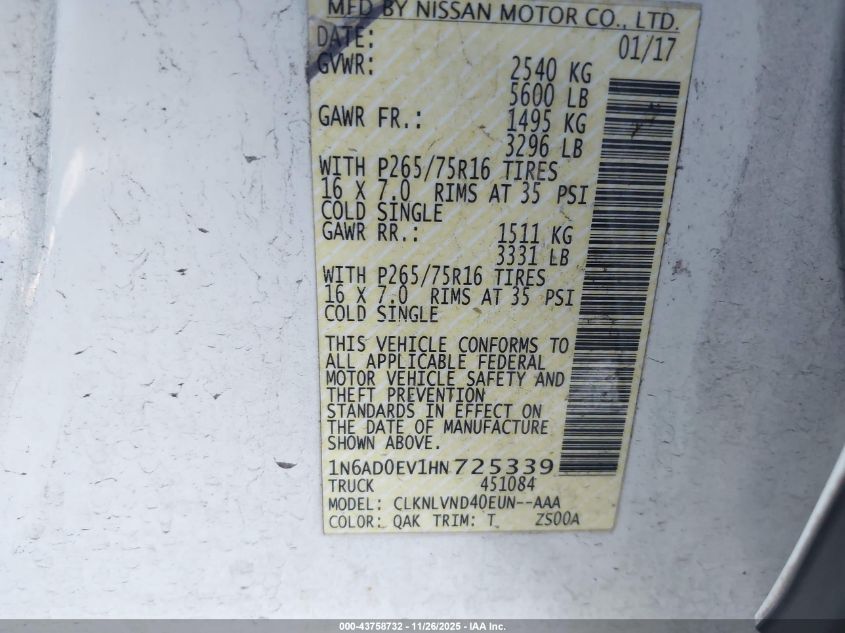 MFD BY NISSAN MOTOR CO., LTD.
DATE: 01/17
GVWR: 2540 KG
5600 LB
GAWR FR.: 1495 KG
3296 LB
WITH P265/75R16 TIRES
16 X 7.0 RIMS AT 35 PSI
COLD SINGLE
GAWR RR.: 1511 KG
3331 LB
WITH P265/75R16 TIRES
16 X 7.0 RIMS AT 35 PSI
COLD SINGLE
THIS VEHICLE CONFORMS TO
ALL APPLICABLE FEDERAL
MOTOR VEHICLE SAFETY AND
THEFT PREVENTION
STANDARDS IN EFFECT ON
THE DATE OF MANUFACTURE
SHOWN ABOVE.
1N6AD0EV1HN725339
TRUCK 451084
MODEL: CLKNLVND40EUN--AAA
COLOR: QAK TRIM: T ZS00A
000-43758732 - 11/26/2025 - IAA Inc.